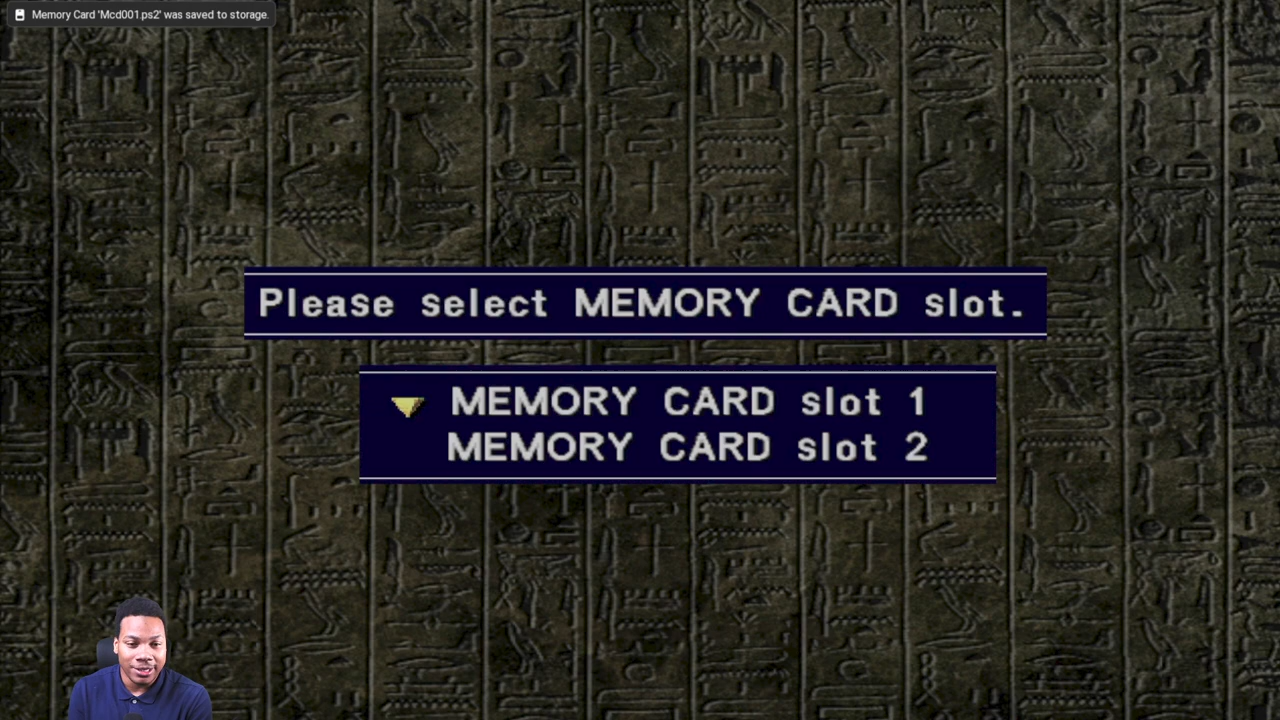 Memory Card 'Mcd001.ps2' was saved to storage.
Please select MEMORY CARD slot.
MEMORY CARD slot 1
MEMORY CARD slot 2